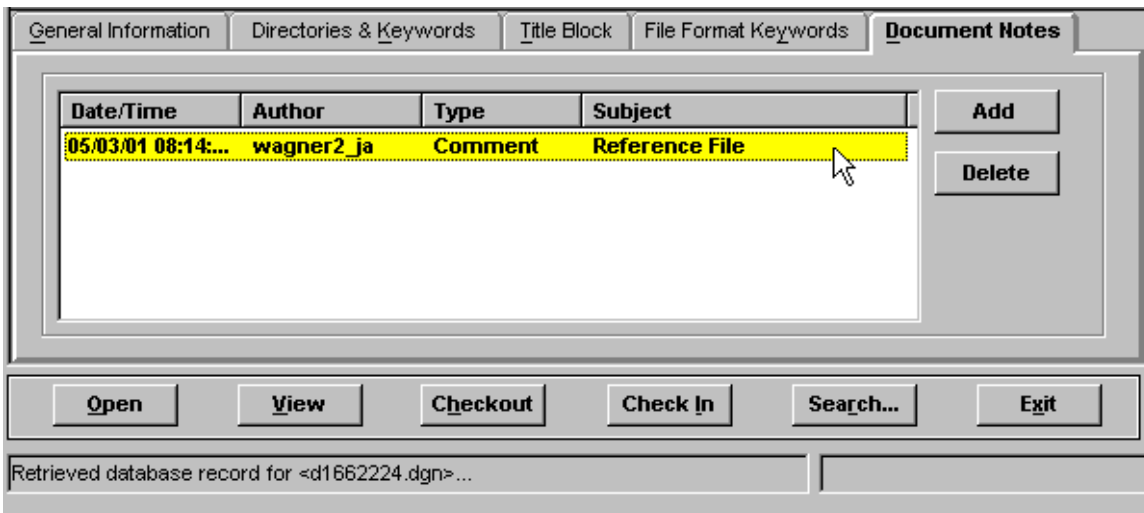 General Information Directories & Keywords Title Block File Format Keywords Document Notes
Date/Time Author Type Subject Add
05/03/01 08:14:... wagner2_ja Comment Reference File
Delete
Open View Checkout Check In Search... Exit
Retrieved database record for <d1662224.dgn>...